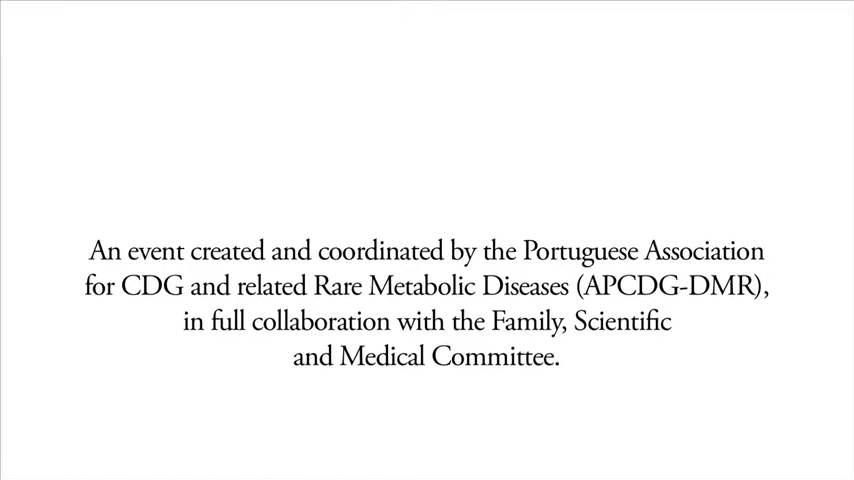 An event created and coordinated by the Portuguese Association
for CDG and related Rare Metabolic Diseases (APCDG-DMR),
in full collaboration with the Family, Scientific
and Medical Committee.